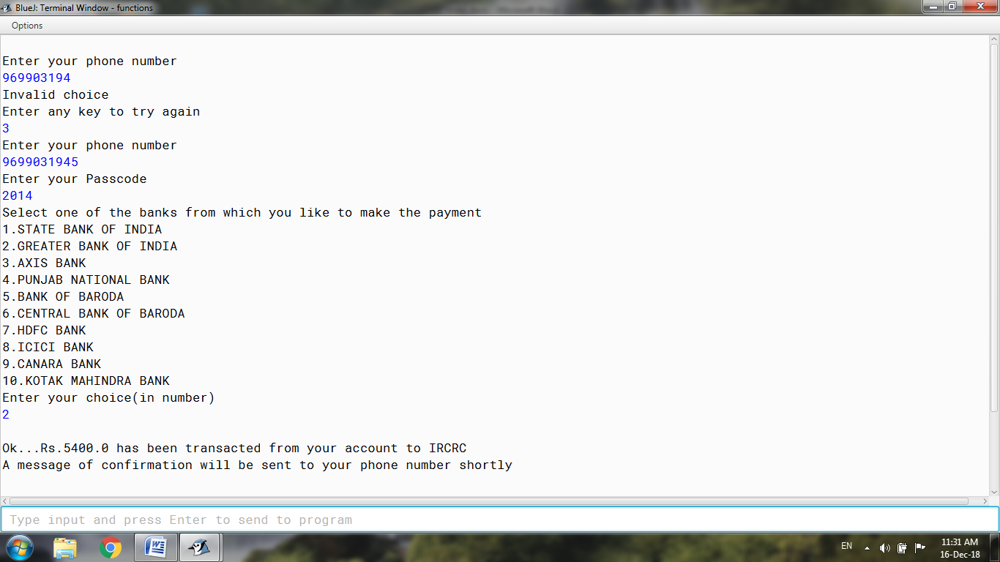 BlueJ: Terminal Window - functions
Options
Enter your phone number
969903194
Invalid choice
Enter any key to try again
3
Enter your phone number
9699031945
Enter your Passcode
2014
Select one of the banks from which you like to make the payment
1.STATE BANK OF INDIA
2.GREATER BANK OF INDIA
3.AXIS BANK
4.PUNJAB NATIONAL BANK
5.BANK OF BARODA
6.CENTRAL BANK OF BARODA
7.HDFC BANK
8.ICICI BANK
9.CANARA BANK
10.KOTAK MAHINDRA BANK
Enter your choice(in number)
2
Ok...Rs.5400.0 has been transacted from your account to IRCRC
A message of confirmation will be sent to your phone number shortly
Type input and press Enter to send to program
EN
11:31 AM
16-Dec-18